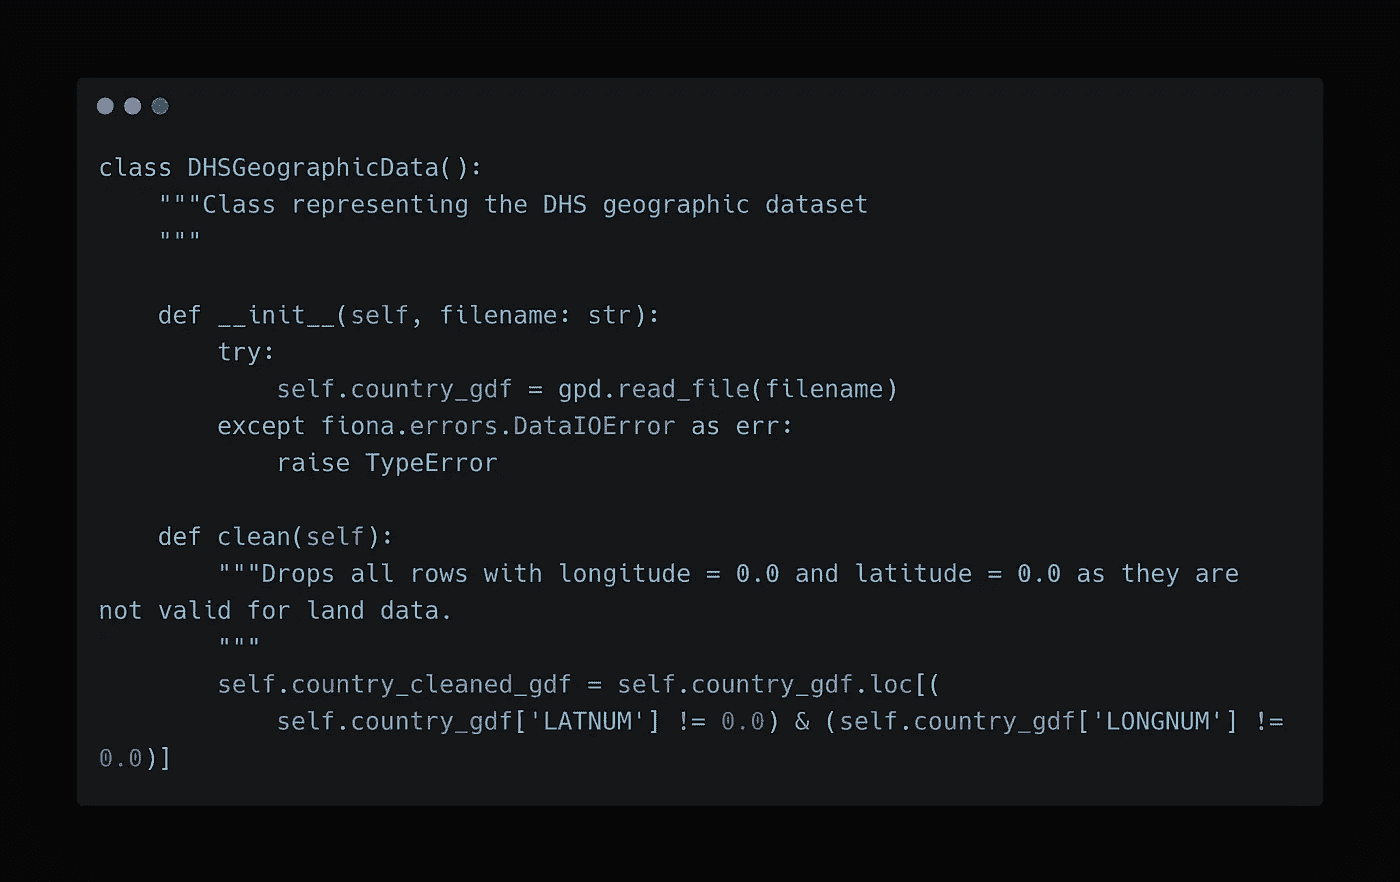 class DHSGeographicData():
    """Class representing the DHS geographic dataset
    """
    def __init__(self, filename: str):
        try:
            self.country_gdf = gpd.read_file(filename)
        except fiona.errors.DataIOError as err:
            raise TypeError
    def clean(self):
        """Drops all rows with longitude = 0.0 and latitude = 0.0 as they are
not valid for land data.
        """
        self.country_cleaned_gdf = self.country_gdf.loc[(
            self.country_gdf['LATNUM'] != 0.0) & (self.country_gdf['LONGNUM'] !=
0.0)]